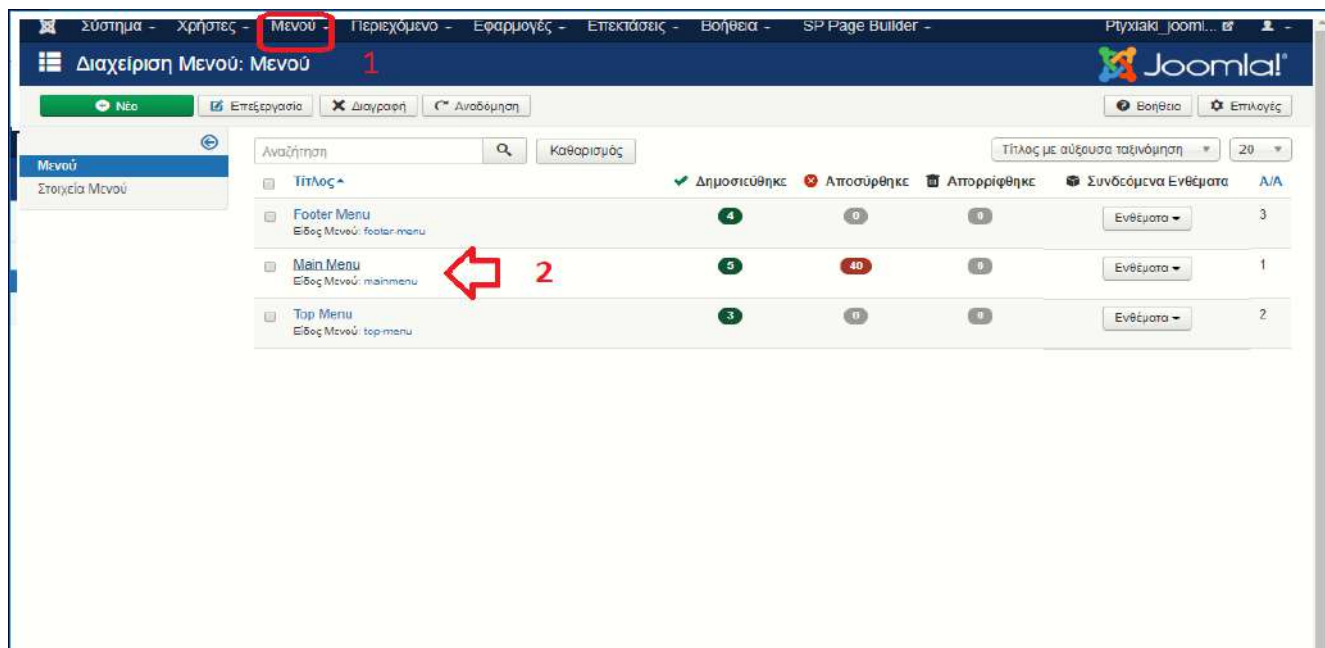 Σύστημα Χρήστες Μενού Περιεχόμενο Εφαρμογές Επεκτάσεις Βοήθεια SP Page Builder Ptyxiaki_jooml...
Διαχείριση Μενού: Μενού 1 Joomla!
Νέο Επεξεργασία Διαγραφή Αναδόμηση Βοήθεια Επιλογές
Αναζήτηση Καθαρισμός Τίτλος με αύξουσα ταξινόμηση 20
Μενού
Στοιχεία Μενού
Τίτλος Δημοσιεύθηκε Αποσύρθηκε Απορρίφθηκε Συνδεόμενα Ενθέματα Α/Α
Footer Menu 4 0 0 Ενθέματα 3
Είδος Μενού: footer-menu
Main Menu 2 5 40 0 Ενθέματα 1
Είδος Μενού: mainmenu
Top Menu 3 0 0 Ενθέματα 2
Είδος Μενού: top-menu